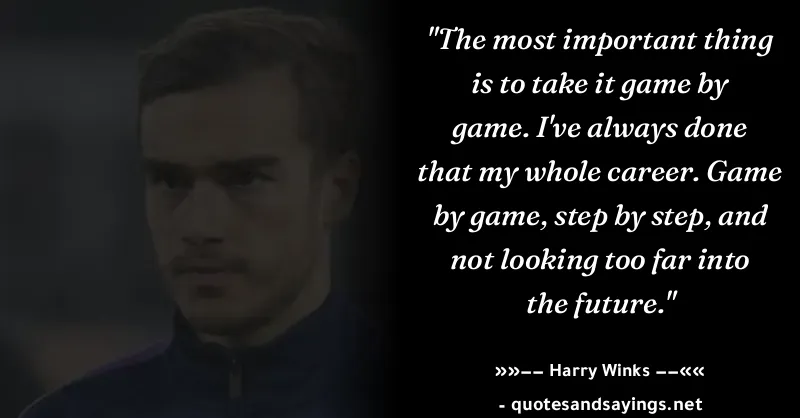 "The most important thing
is to take it game by
game. I've always done
that my whole career. Game
by game, step by step, and
not looking too far into
the future."
»»−− Harry Winks −−««
- quotesandsayings.net